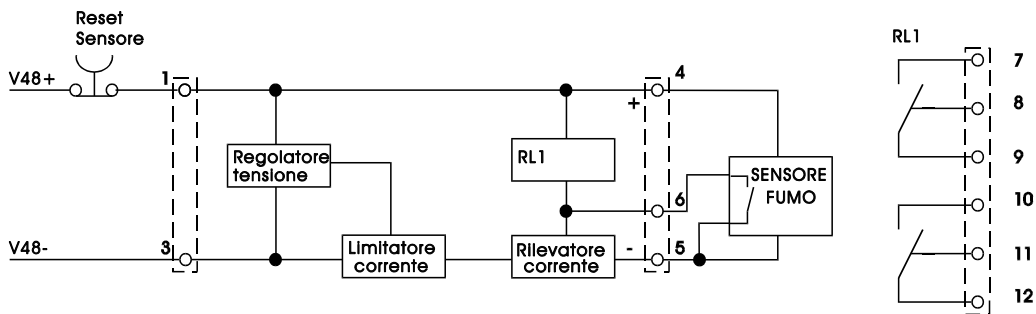 Reset
Sensore
V48+
1
4
+
Regolatore
tensione
RL1
SENSORE
FUMO
6
V48-
3
Limitatore
corrente
Rilevatore
corrente
-
5
RL1
7
8
9
10
11
12